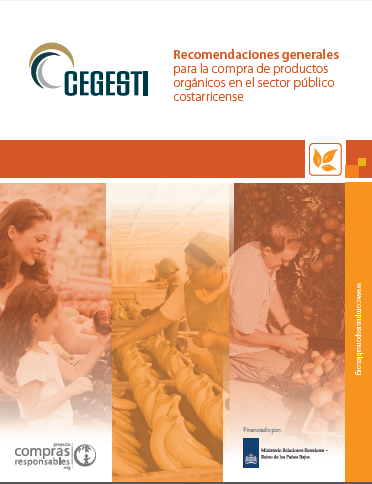 CEGESTI
Recomendaciones generales
para la compra de productos
orgánicos en el sector público
costarricense
www.comprasresponsables.org
Financiado por:
proyecto
compras
responsables
.org
Ministerio Relaciones Exteriores –
Reino de los Países Bajos